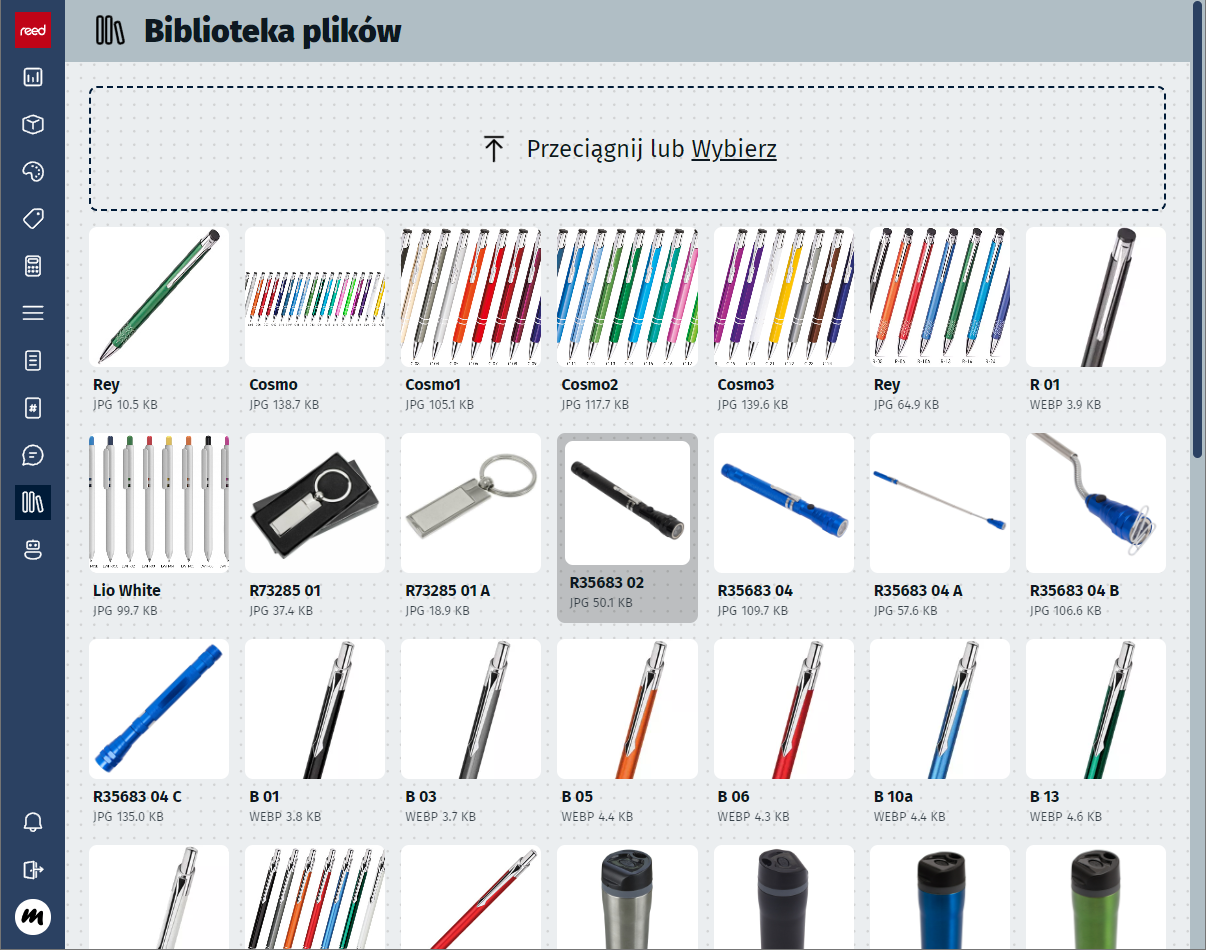 reed
Biblioteka plików
Przeciągnij lub Wybierz
Rey
JPG 10.5 KB
Cosmo
JPG 138.7 KB
Cosmo1
JPG 105.1 KB
Cosmo2
JPG 117.7 KB
Cosmo3
JPG 139.6 KB
Rey
JPG 64.9 KB
R 01
WEBP 3.9 KB
Lio White
JPG 99.7 KB
R73285 01
JPG 37.4 KB
R73285 01 A
JPG 18.9 KB
R35683 02
JPG 50.1 KB
R35683 04
JPG 109.7 KB
R35683 04 A
JPG 57.6 KB
R35683 04 B
JPG 106.6 KB
R35683 04 C
JPG 135.0 KB
B 01
WEBP 3.8 KB
B 03
WEBP 3.7 KB
B 05
WEBP 4.4 KB
B 06
WEBP 4.3 KB
B 10a
WEBP 4.4 KB
B 13
WEBP 4.6 KB